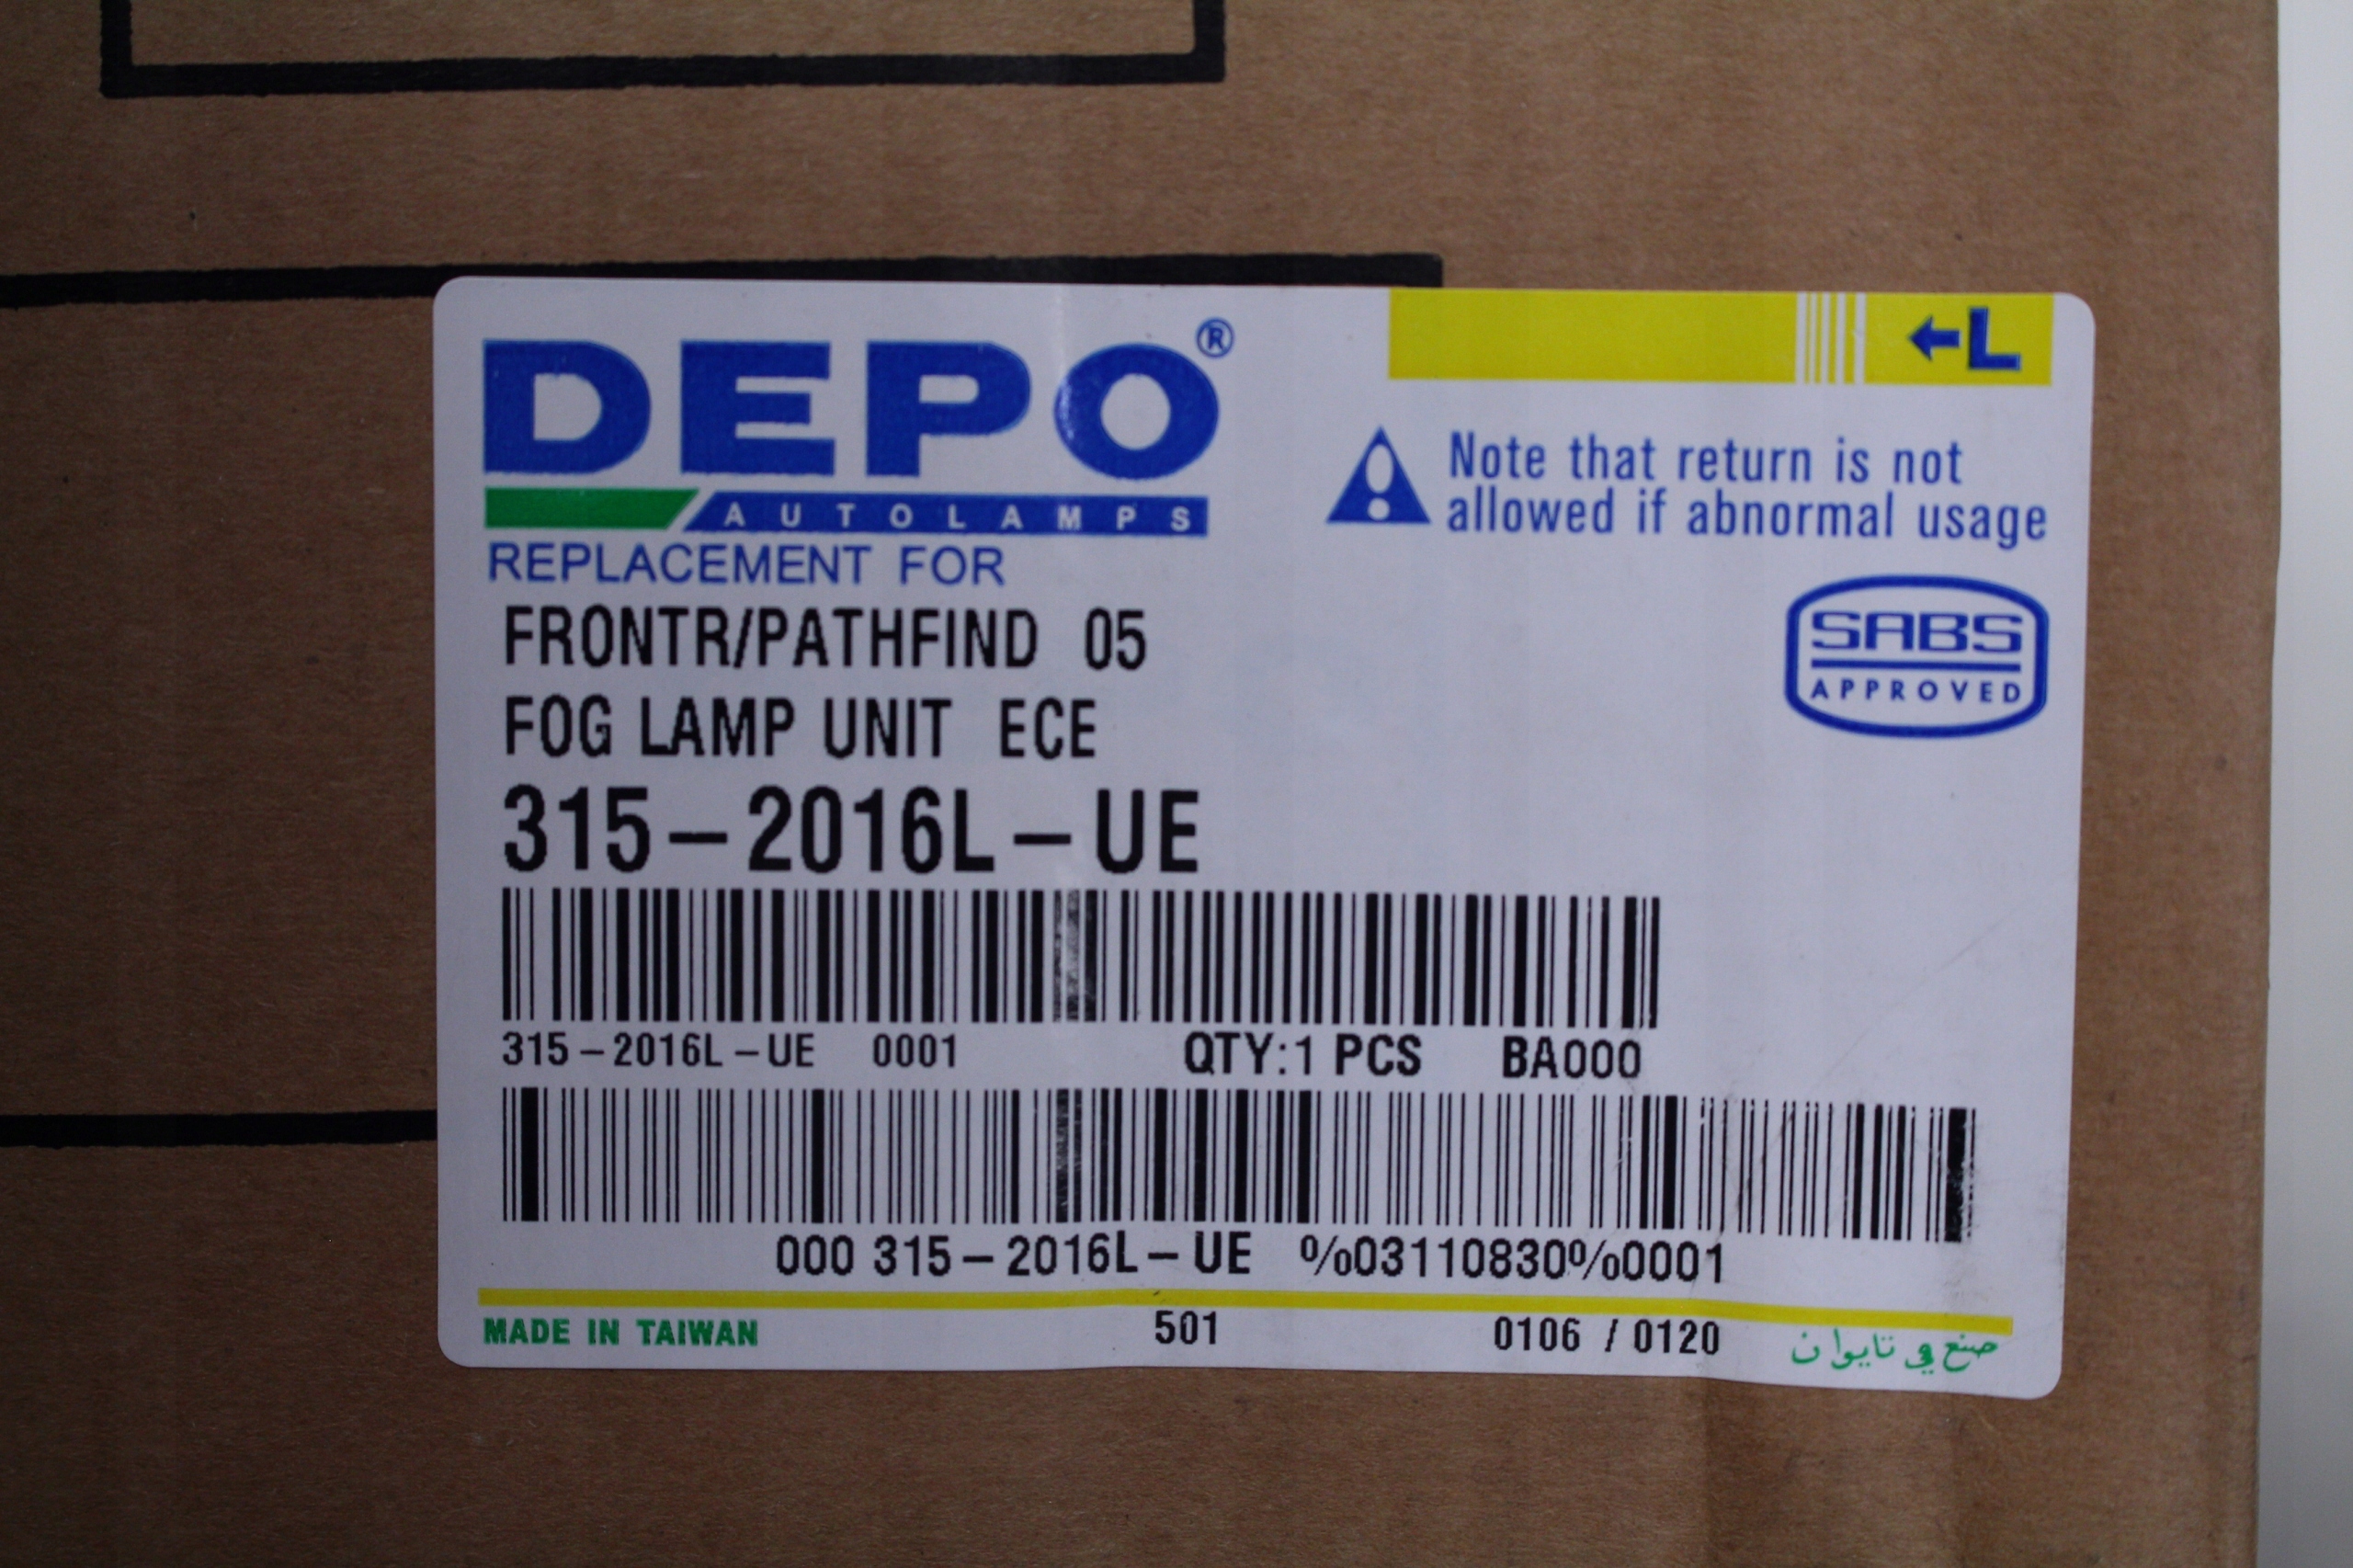 DEPO®
AUTOLAMPS
←L
Note that return is not
allowed if abnormal usage
REPLACEMENT FOR
FRONTR/PATHFIND 05
SABS
APPROVED
FOG LAMP UNIT ECE
315-2016L-UE
315-2016L-UE 0001 QTY:1 PCS BA000
000 315-2016L-UE %03110830%0001
MADE IN TAIWAN 501 0106 / 0120 صنع في تايوان